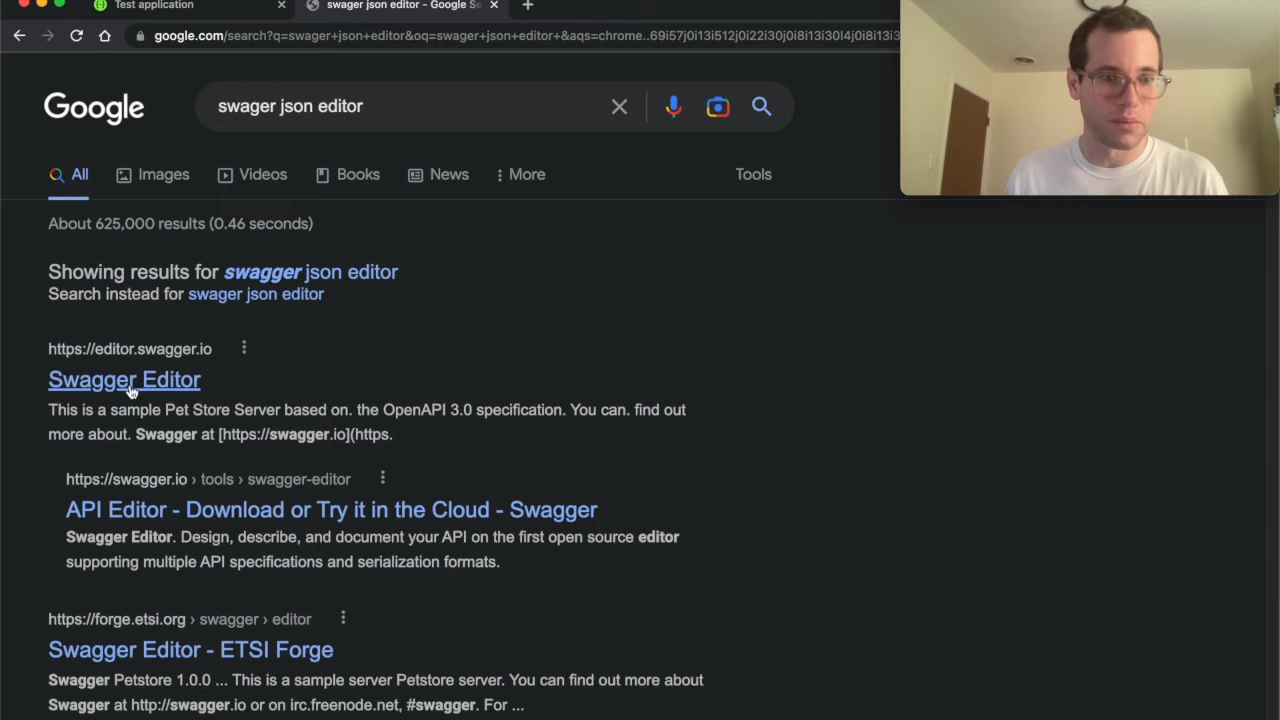 Test application
swager json editor - Google Se
google.com/search?q=swager+json+editor&oq=swager+json+editor+&aqs=chrome..69i57j0i13i512j0i22i30j0i8i13i30l4j0i8i13i
Google
swager json editor
All
Images
Videos
Books
News
More
Tools
About 625,000 results (0.46 seconds)
Showing results for swagger json editor
Search instead for swager json editor
https://editor.swagger.io
Swagger Editor
This is a sample Pet Store Server based on. the OpenAPI 3.0 specification. You can. find out
more about. Swagger at [https://swagger.io](https.
https://swagger.io › tools › swagger-editor
API Editor - Download or Try it in the Cloud - Swagger
Swagger Editor. Design, describe, and document your API on the first open source editor
supporting multiple API specifications and serialization formats.
https://forge.etsi.org › swagger › editor
Swagger Editor - ETSI Forge
Swagger Petstore 1.0.0 ... This is a sample server Petstore server. You can find out more about
Swagger at http://swagger.io or on irc.freenode.net, #swagger. For ...